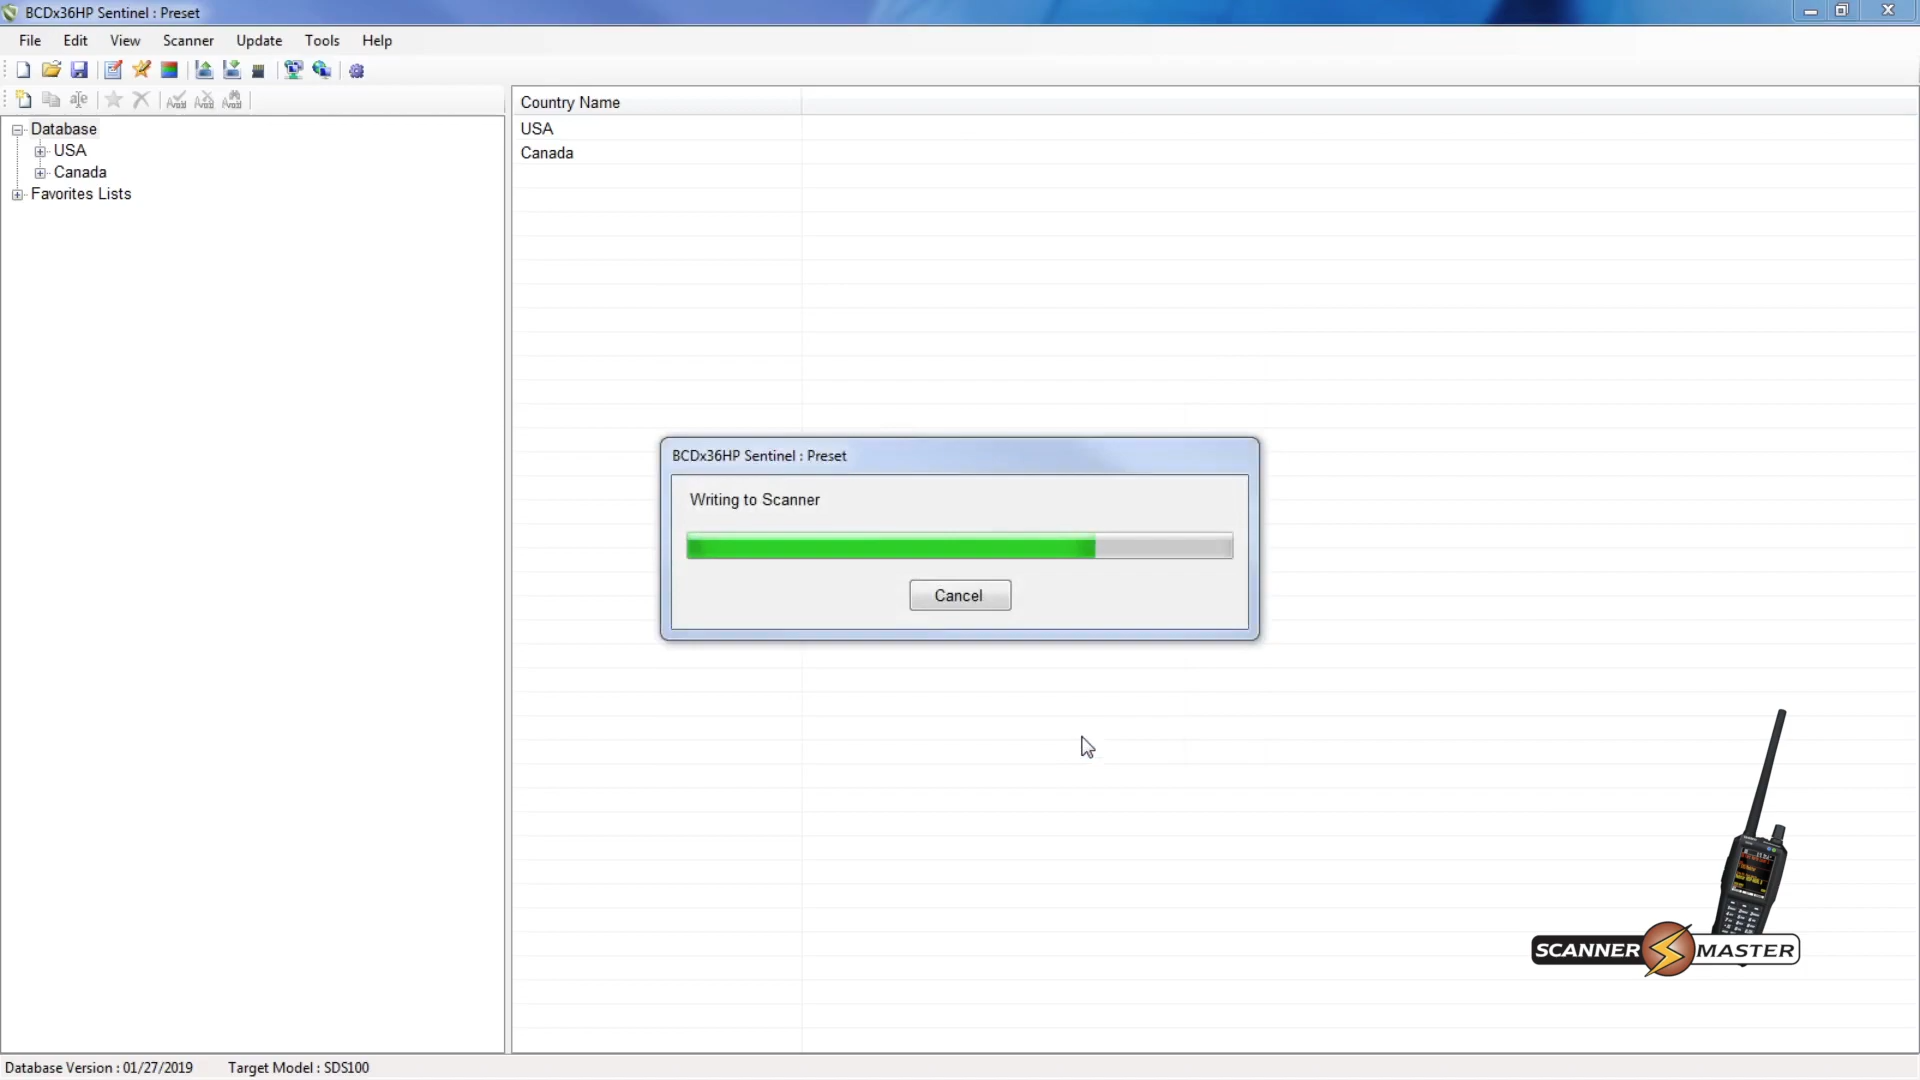 BCDx36HP Sentinel : Preset
File Edit View Scanner Update Tools Help
Country Name
USA
Canada
Database
USA
Canada
Favorites Lists
BCDx36HP Sentinel : Preset
Writing to Scanner
Cancel
SCANNER MASTER
Database Version : 01/27/2019 Target Model : SDS100